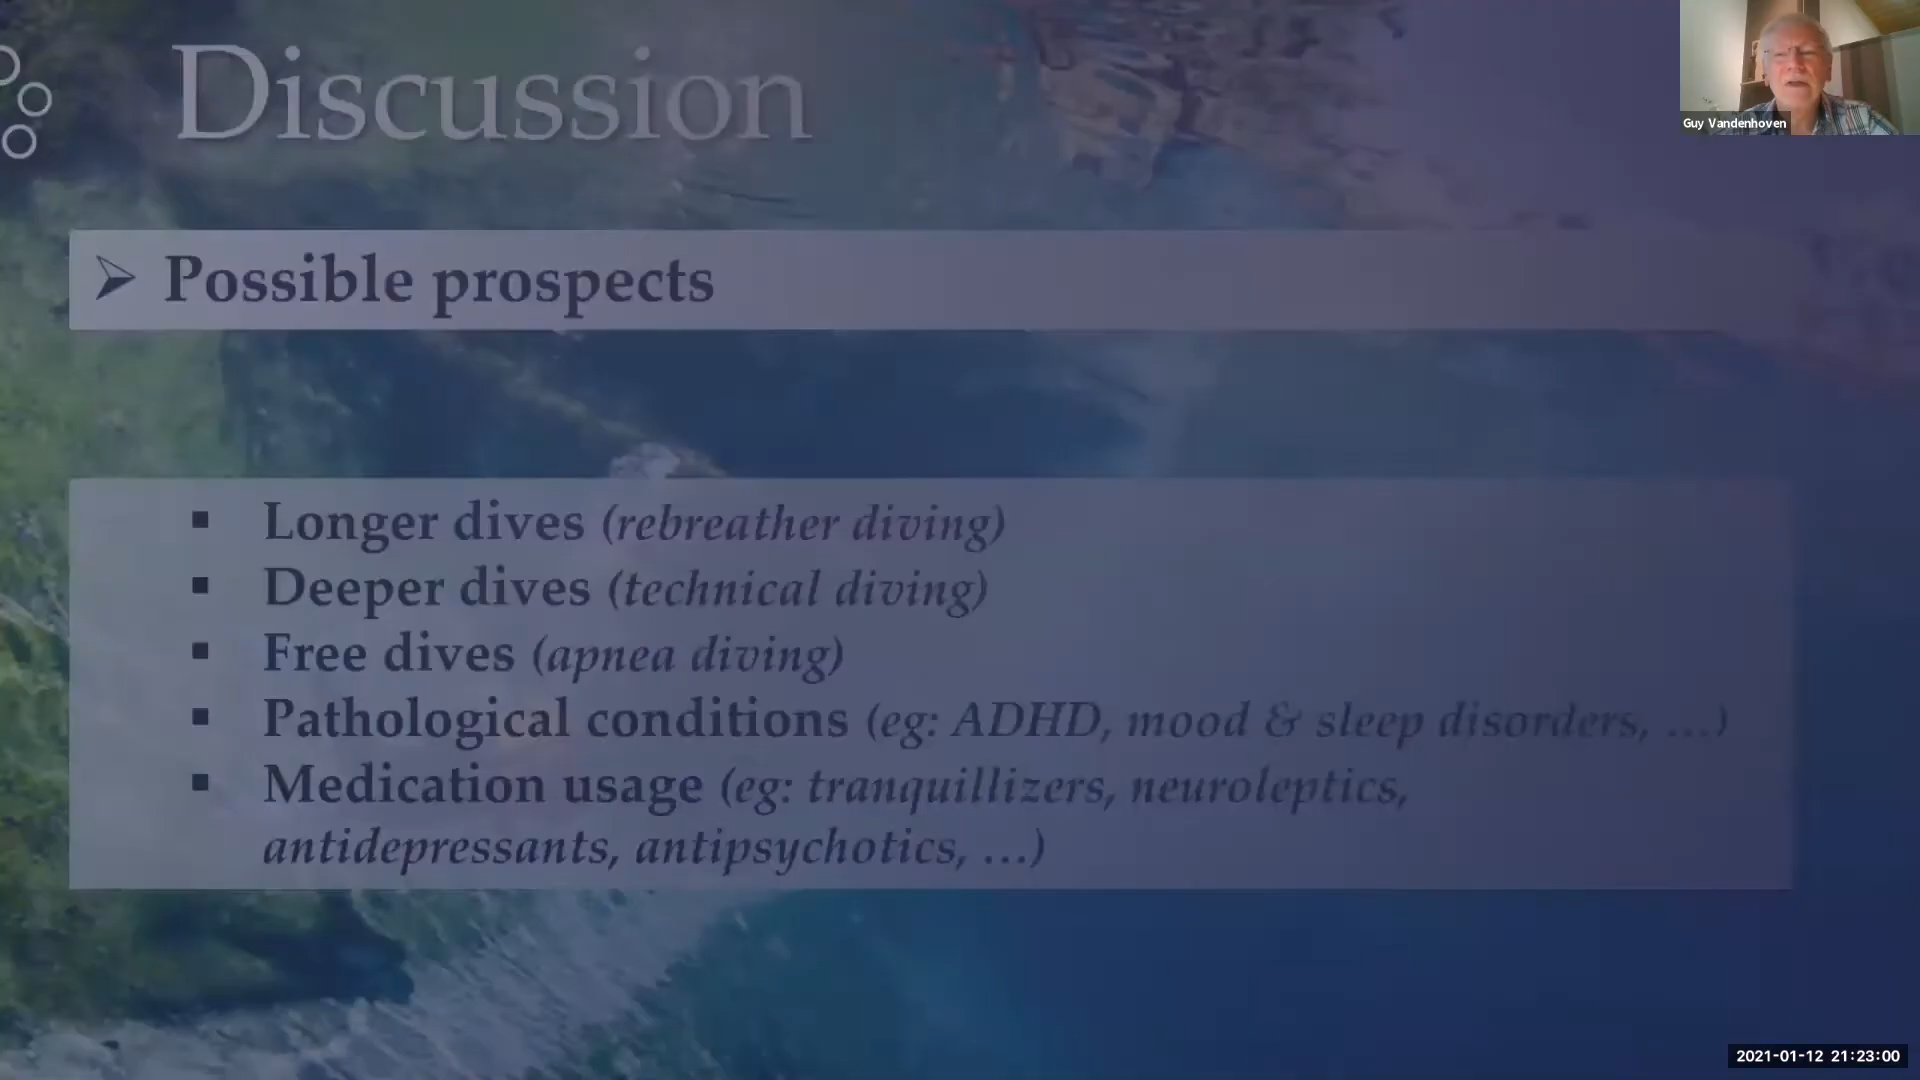 Discussion
Guy Vandenhoven
➢ Possible prospects
▪ Longer dives (rebreather diving)
▪ Deeper dives (technical diving)
▪ Free dives (apnea diving)
▪ Pathological conditions (eg: ADHD, mood & sleep disorders, …)
▪ Medication usage (eg: tranquillizers, neuroleptics,
antidepressants, antipsychotics, …)
2021-01-12 21:23:00